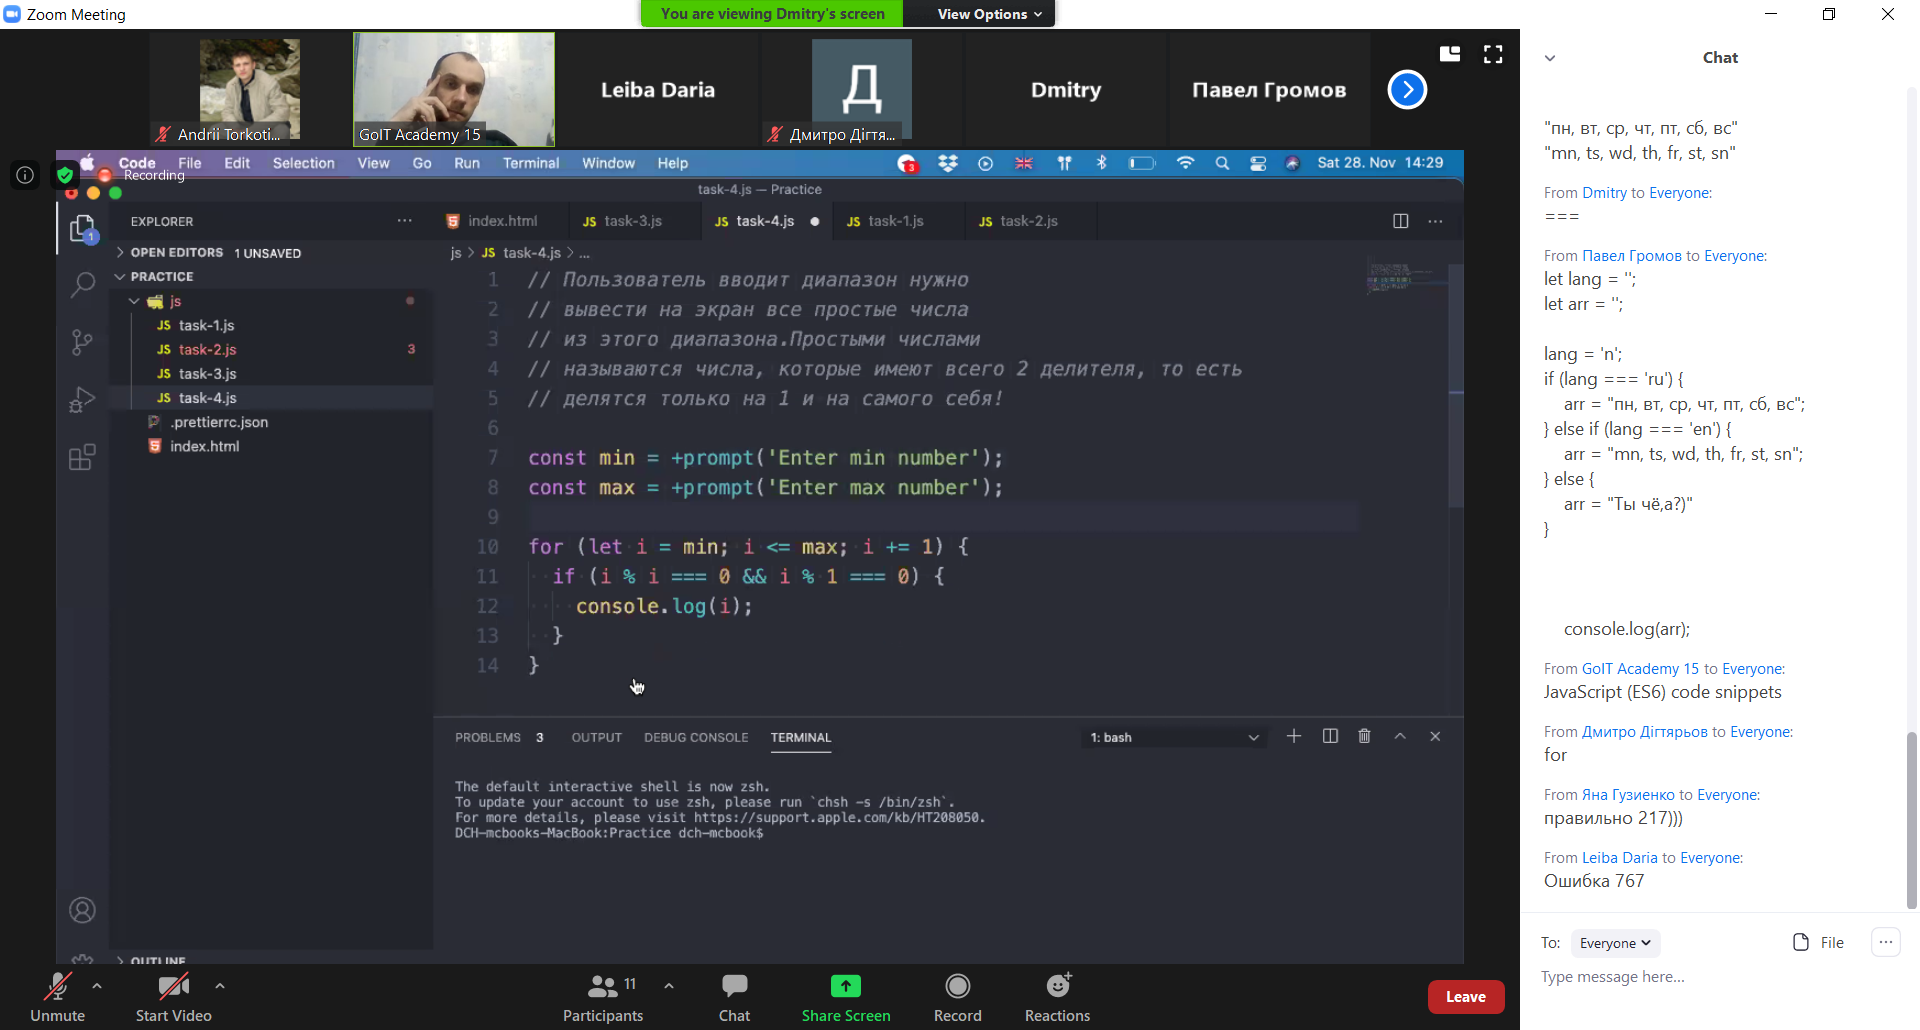 Zoom Meeting
You are viewing Dmitry's screen
View Options
Andrii Torkoti...
GoIT Academy 15
Leiba Daria
Д
Дмитро Дігтя...
Dmitry
Павел Громов
Recording
Code File Edit Selection View Go Run Terminal Window Help
3
Sat 28. Nov 14:29
task-4.js — Practice
1
EXPLORER
...
OPEN EDITORS 1 UNSAVED
PRACTICE
js
JS task-1.js
JS task-2.js 3
JS task-3.js
JS task-4.js
.prettierrc.json
index.html
OUTLINE
index.html
JS task-3.js
JS task-4.js
JS task-1.js
JS task-2.js
js > JS task-4.js > ...
1 // Пользователь вводит диапазон нужно
2 // вывести на экран все простые числа
3 // из этого диапазона.Простыми числами
4 // называются числа, которые имеют всего 2 делителя, то есть
5 // делятся только на 1 и на самого себя!
6
7 const min = +prompt('Enter min number');
8 const max = +prompt('Enter max number');
9
10 for (let i = min; i <= max; i += 1) {
11 if (i % i === 0 && i % 1 === 0) {
12 console.log(i);
13 }
14 }
PROBLEMS 3 OUTPUT DEBUG CONSOLE TERMINAL
1: bash
The default interactive shell is now zsh.
To update your account to use zsh, please run `chsh -s /bin/zsh`.
For more details, please visit https://support.apple.com/kb/HT208050.
DCH-mcbooks-MacBook:Practice dch-mcbook$
Unmute
Start Video
11
Participants
Chat
Share Screen
Record
Reactions
Leave
Chat
"пн, вт, ср, чт, пт, сб, вс"
"mn, ts, wd, th, fr, st, sn"
From Dmitry to Everyone:
===
From Павел Громов to Everyone:
let lang = '';
let arr = '';
lang = 'n';
if (lang === 'ru') {
arr = "пн, вт, ср, чт, пт, сб, вс";
} else if (lang === 'en') {
arr = "mn, ts, wd, th, fr, st, sn";
} else {
arr = "Ты чё,а?)"
}
console.log(arr);
From GoIT Academy 15 to Everyone:
JavaScript (ES6) code snippets
From Дмитро Дігтярьов to Everyone:
for
From Яна Гузиенко to Everyone:
правильно 217)))
From Leiba Daria to Everyone:
Ошибка 767
To: Everyone
File
...
Type message here...